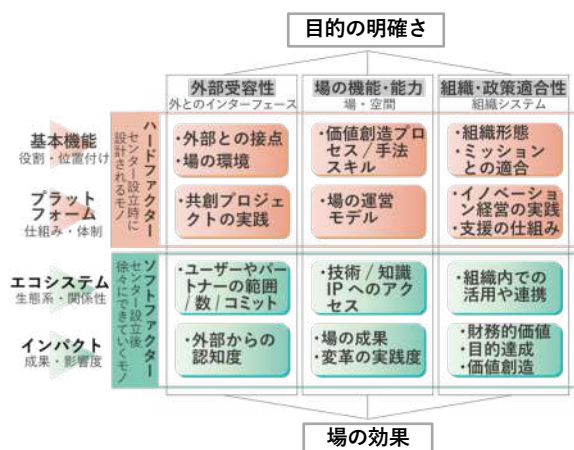 目的の明確さ
外部受容性
外とのインターフェース
場の機能・能力
場・空間
組織・政策適合性
組織システム
基本機能
役割・位置付け
プラット
フォーム
仕組み・体制
ハードファクター
センター設立時に
設計されるモノ
・外部との接点
・場の環境
・価値創造プロ
セス/手法
スキル
・組織形態
・ミッション
との適合
・共創プロジェ
クトの実践
・場の運営
モデル
・イノベーショ
ン経営の実践
・支援の仕組み
エコシステム
生態系・関係性
インパクト
成果・影響度
ソフトファクター
センター設立後
徐々にできていくモノ
・ユーザーやパー
トナーの範囲
/数/コミット
・技術/知識
IPへのアク
セス
・組織内での
活用や連携
・外部からの
認知度
・場の成果
・変革の実践度
・財務的価値
・目的達成
・価値創造
場の効果